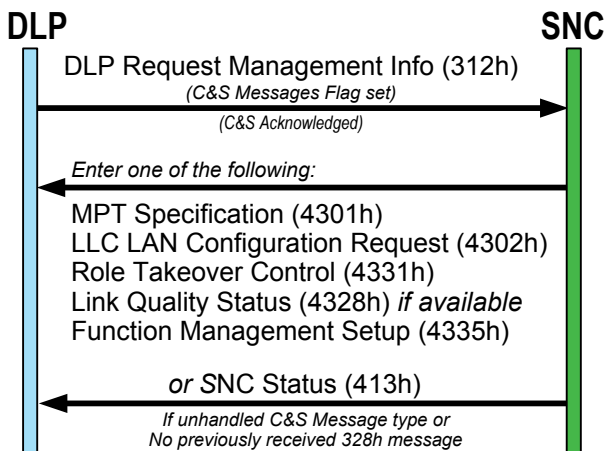 DLP SNC
DLP Request Management Info (312h)
(C&S Messages Flag set)
(C&S Acknowledged)
Enter one of the following:
MPT Specification (4301h)
LLC LAN Configuration Request (4302h)
Role Takeover Control (4331h)
Link Quality Status (4328h) if available
Function Management Setup (4335h)
or SNC Status (413h)
If unhandled C&S Message type or
No previously received 328h message